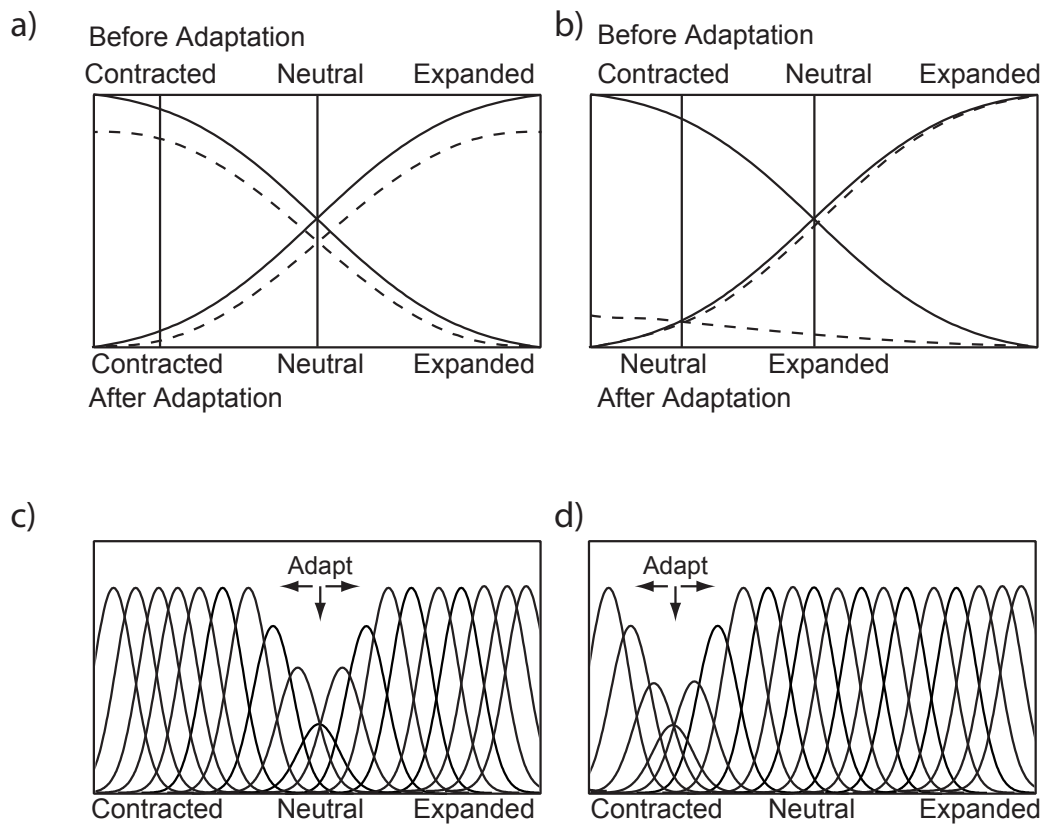 a)
Before Adaptation
Contracted Neutral Expanded
Contracted Neutral Expanded
After Adaptation
b)
Before Adaptation
Contracted Neutral Expanded
Neutral Expanded
After Adaptation
c)
Adapt
Contracted Neutral Expanded
d)
Adapt
Contracted Neutral Expanded